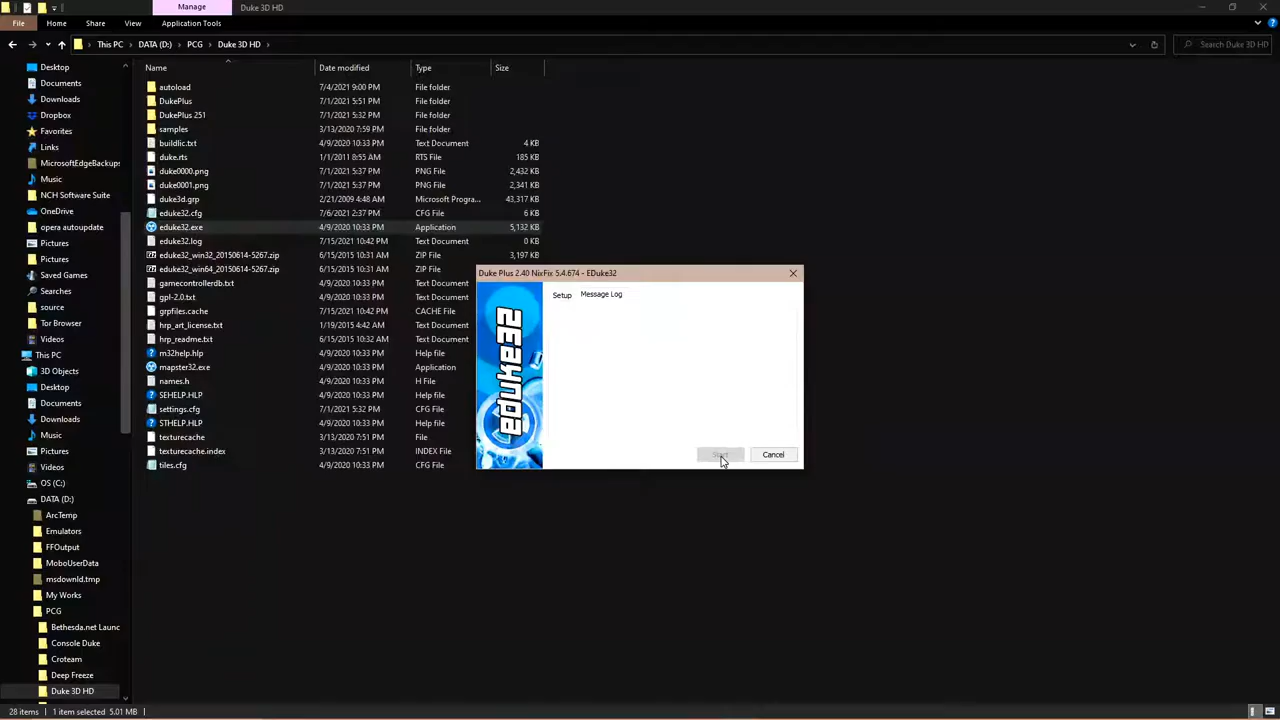 Manage
Duke 3D HD
File
Home
Share
View
Application Tools
This PC
DATA (D:)
PCG
Duke 3D HD
Search Duke 3D HD
Name
Date modified
Type
Size
Desktop
Documents
Downloads
Dropbox
Favorites
Links
MicrosoftEdgeBackups
Music
NCH Software Suite
OneDrive
opera autoupdate
Pictures
Pictures
Saved Games
Searches
source
Tor Browser
Videos
This PC
3D Objects
Desktop
Documents
Downloads
Music
Pictures
Videos
OS (C:)
DATA (D:)
ArcTemp
Emulators
FFOutput
MoboUserData
msdownld.tmp
My Works
PCG
Bethesda.net Launc
Console Duke
Croteam
Deep Freeze
Duke 3D HD
autoload 7/4/2021 9:00 PM File folder
DukePlus 7/1/2021 5:51 PM File folder
DukePlus 251 7/1/2021 5:32 PM File folder
samples 3/13/2020 7:59 PM File folder
buildlic.txt 4/9/2020 10:33 PM Text Document 4 KB
duke.rts 1/1/2011 8:55 AM RTS File 185 KB
duke0000.png 7/1/2021 5:37 PM PNG File 2,432 KB
duke0001.png 7/1/2021 5:37 PM PNG File 2,341 KB
duke3d.grp 2/21/2009 4:48 AM Microsoft Progra... 43,317 KB
eduke32.cfg 7/6/2021 2:37 PM CFG File 6 KB
eduke32.exe 4/9/2020 10:33 PM Application 5,132 KB
eduke32.log 7/15/2021 10:42 PM Text Document 0 KB
eduke32_win32_20150614-5267.zip 6/15/2015 10:31 AM ZIP File 3,197 KB
eduke32_win64_20150614-5267.zip 6/15/2015 10:31 AM ZIP File
gamecontrollerdb.txt 4/9/2020 10:33 PM Text Document
gpl-2.0.txt 4/9/2020 10:33 PM Text Document
grpfiles.cache 7/15/2021 10:42 PM CACHE File
hrp_art_license.txt 1/19/2015 4:42 AM Text Document
hrp_readme.txt 6/15/2015 10:32 AM Text Document
m32help.hlp 4/9/2020 10:33 PM Help file
mapster32.exe 4/9/2020 10:33 PM Application
names.h 4/9/2020 10:33 PM H File
SEHELP.HLP 4/9/2020 10:33 PM Help file
settings.cfg 7/1/2021 5:32 PM CFG File
STHELP.HLP 4/9/2020 10:33 PM Help file
texturecache 3/13/2020 7:51 PM File
texturecache.index 3/13/2020 7:51 PM INDEX File
tiles.cfg 4/9/2020 10:33 PM CFG File
Duke Plus 2.40 NixFix 5.4.674 - EDuke32
Setup
Message Log
eduke32
Start
Cancel
28 items
1 item selected 5.01 MB